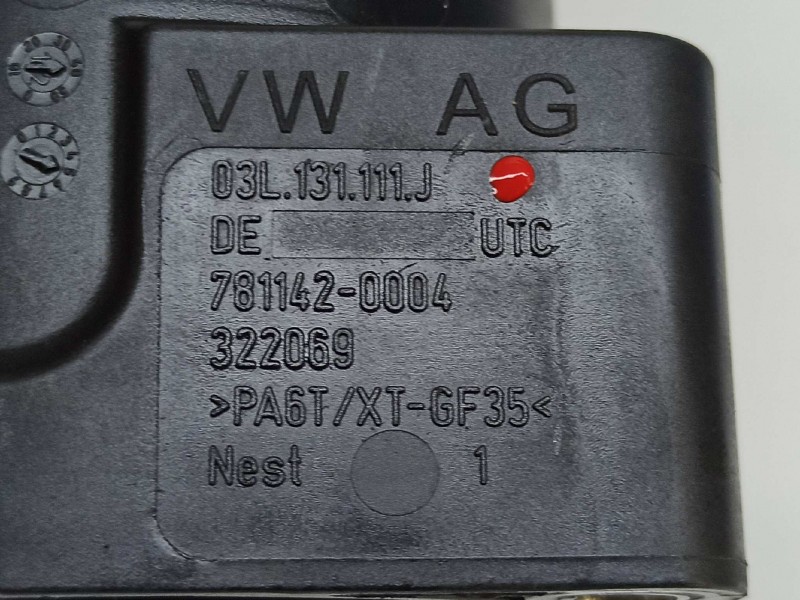 VW AG
03L.131.111.J
DE UTC
781142-0004
322069
>PA6T/XT-GF35<
Nest 1